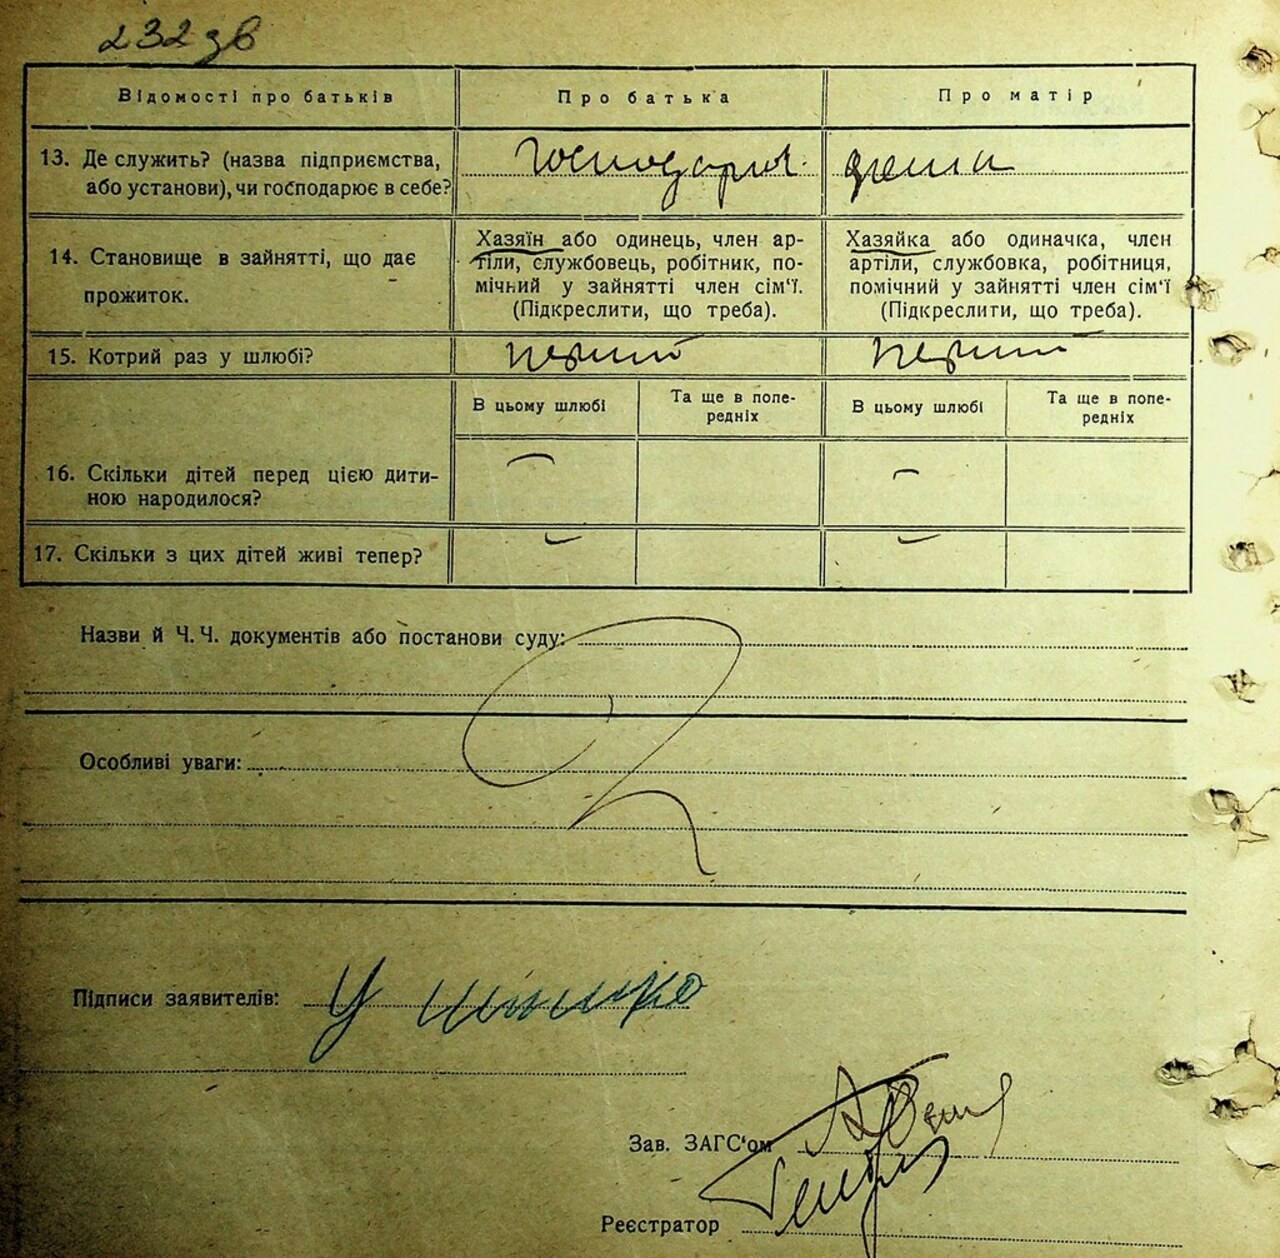 232 зв
Відомості про батьків Про батька Про матір
13. Де служить? (назва підприємства, або установи), чи господарює в себе?
Господарює дома
14. Становище в зайнятті, що дає прожиток.
Хазяїн або одинець, член ар-
тіли, службовець, робітник, по-
мічний у зайнятті член сім'ї.
(Підкреслити, що треба).
Хазяйка або одиначка, член
артіли, службовка, робітниця,
помічний у зайнятті член сім'ї
(Підкреслити, що треба).
15. Котрий раз у шлюбі? перший перший
В цьому шлюбі Та ще в попе-
редніх В цьому шлюбі Та ще в попе-
редніх
16. Скільки дітей перед цією дити-
ною народилося?
17. Скільки з цих дітей живі тепер?
Назви й Ч. Ч. документів або постанови суду:
Особливі уваги:
Підписи заявителів:
Зав. ЗАГС'ом
Реєстратор